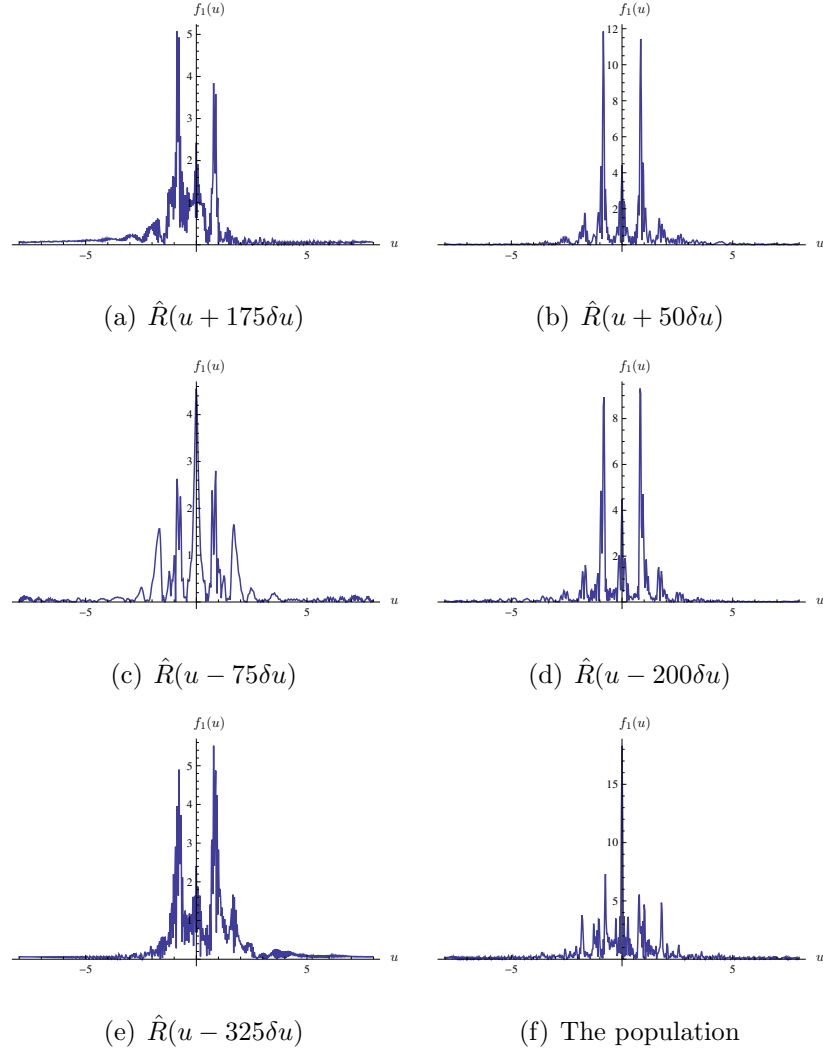 f₁(u)
5
4
3
2
1
−5
5
u
(a) R̂(u + 175δu)
f₁(u)
12
10
8
6
4
2
−5
5
u
(b) R̂(u + 50δu)
f₁(u)
4
3
2
1
−5
5
u
(c) R̂(u − 75δu)
f₁(u)
8
6
4
2
−5
5
u
(d) R̂(u − 200δu)
f₁(u)
5
4
3
2
1
−5
5
u
(e) R̂(u − 325δu)
f₁(u)
15
10
5
−5
5
u
(f) The population